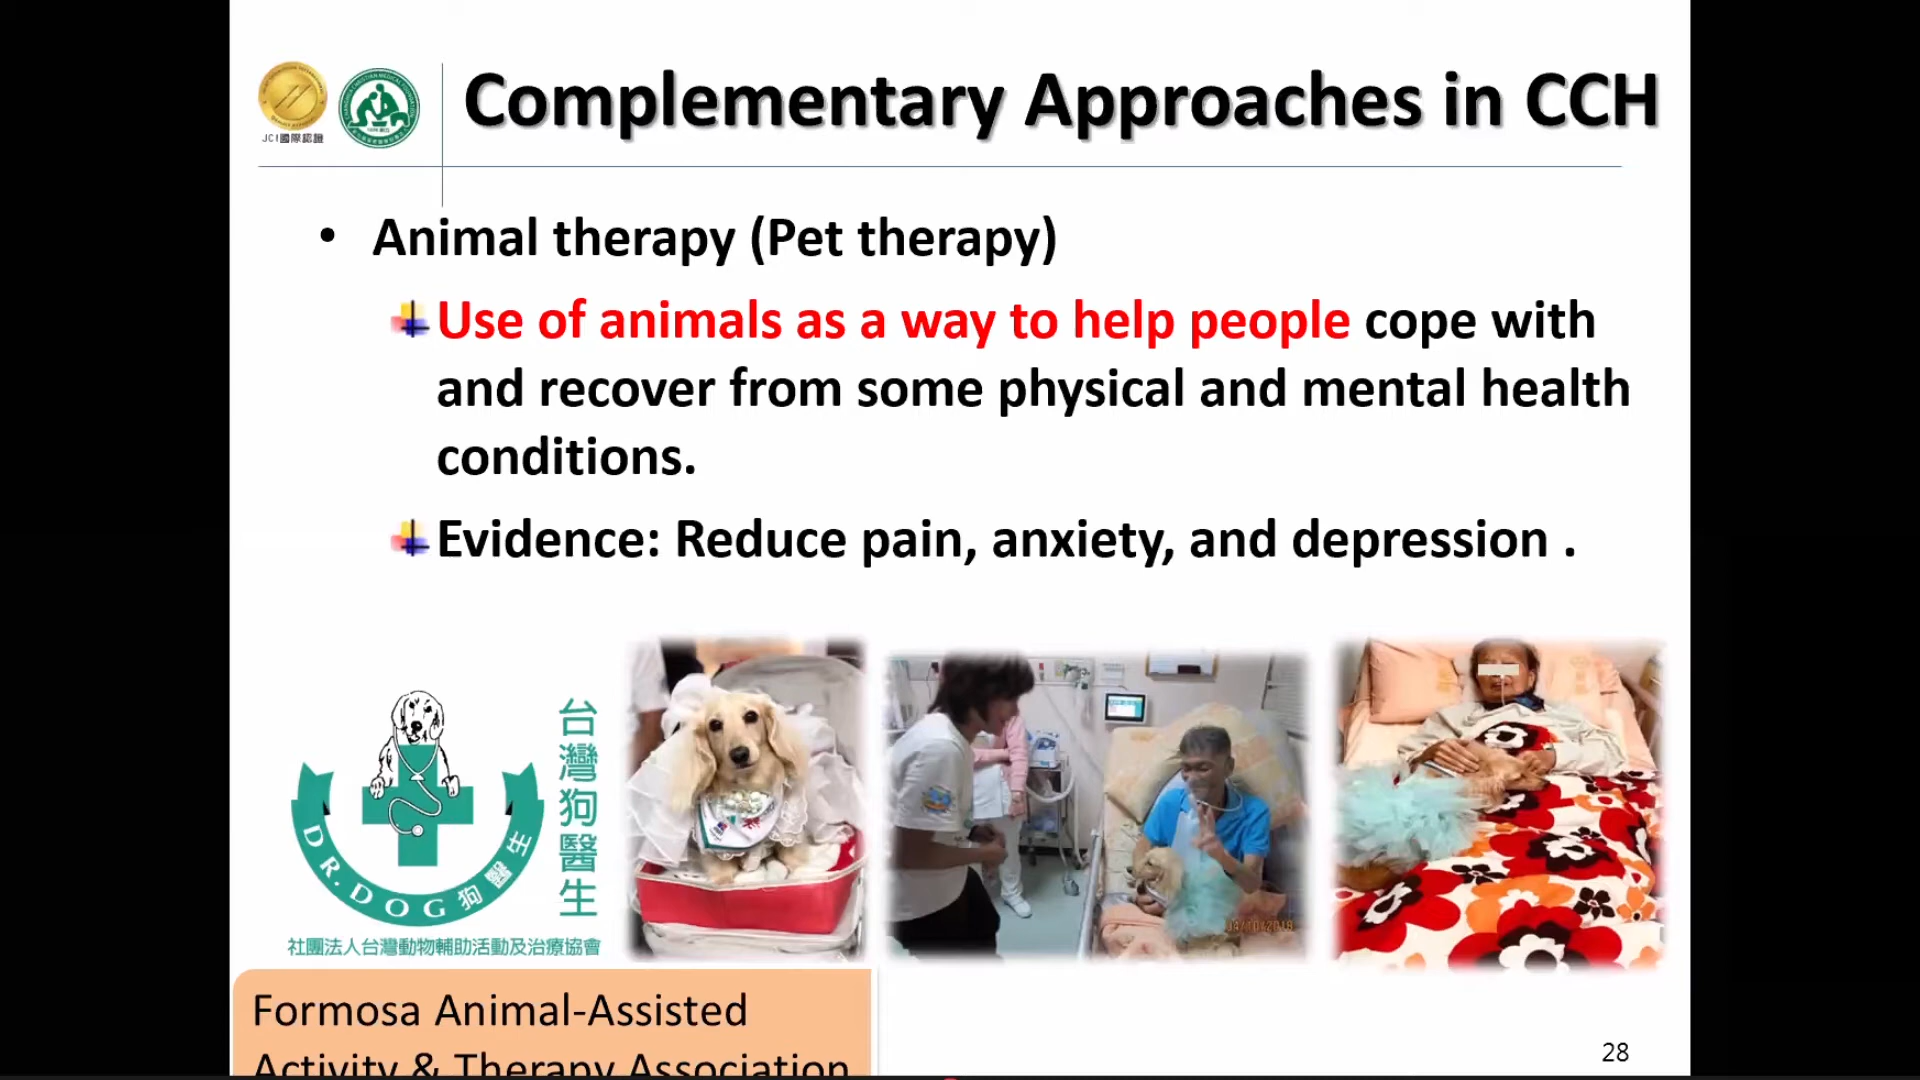 JCI國際認證
Complementary Approaches in CCH
• Animal therapy (Pet therapy)
Use of animals as a way to help people cope with
and recover from some physical and mental health
conditions.
Evidence: Reduce pain, anxiety, and depression .
台灣狗醫生
DR. DOG 狗醫生
社團法人台灣動物輔助活動及治療協會
04/10/2019
Formosa Animal-Assisted
Activity & Therapy Association
28